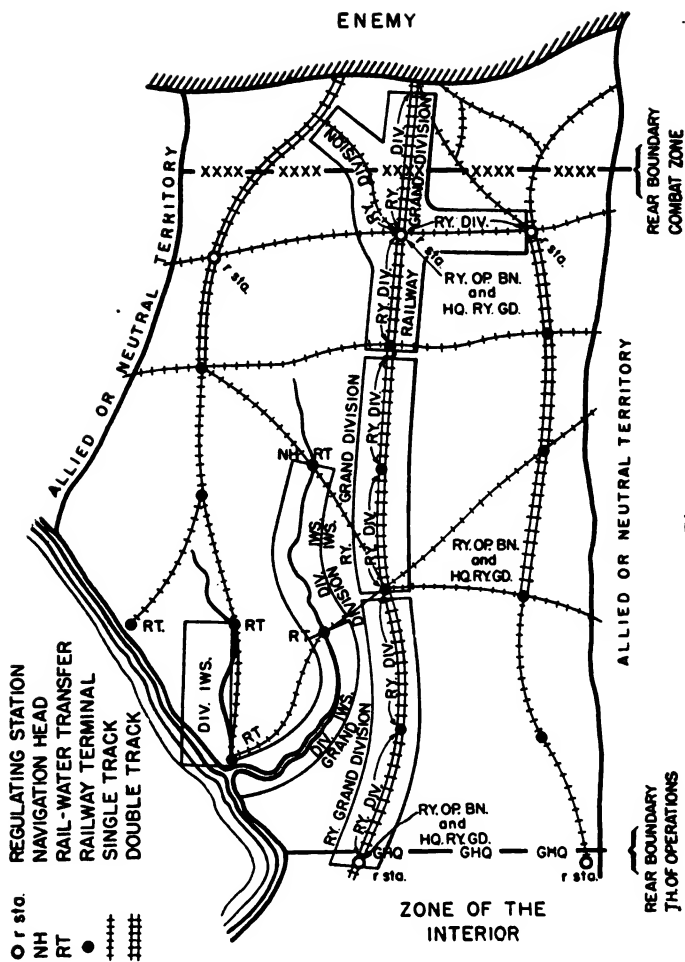 ENEMY
ALLIED OR NEUTRAL TERRITORY
XXXX XXXX XXXX XXXX XXXX
RY DIVISION
RY. DIV.
RAILWAY GRAND DIVISION
r sta.
r sta.
RY. DIV.
r sta.
RY. OP. BN.
and
HQ. RY. GD.
RY DIV.
REAR BOUNDARY
COMBAT ZONE
NH RT
RY. GRAND DIVISION
RY DIV.
RY DIV.
DIV. IWS.
DIVISION IWS.
RY. OP. BN.
and
HQ. RY. GD.
RT.
RT
RT
DIV. IWS.
RT
DIV. IWS.
GRAND DIVISION
DIV.
RY. GRAND DIVISION
RY DIV.
RY DIV.
RY. DIV.
RY. OP. BN.
and
HQ. RY. GD.
ALLIED OR NEUTRAL TERRITORY
r sta.
GHQ GHQ GHQ
r sta.
ZONE OF THE
INTERIOR
REAR BOUNDARY
TH. OF OPERATIONS
r sta. REGULATING STATION
NH NAVIGATION HEAD
RT RAIL-WATER TRANSFER
RAILWAY TERMINAL
SINGLE TRACK
DOUBLE TRACK